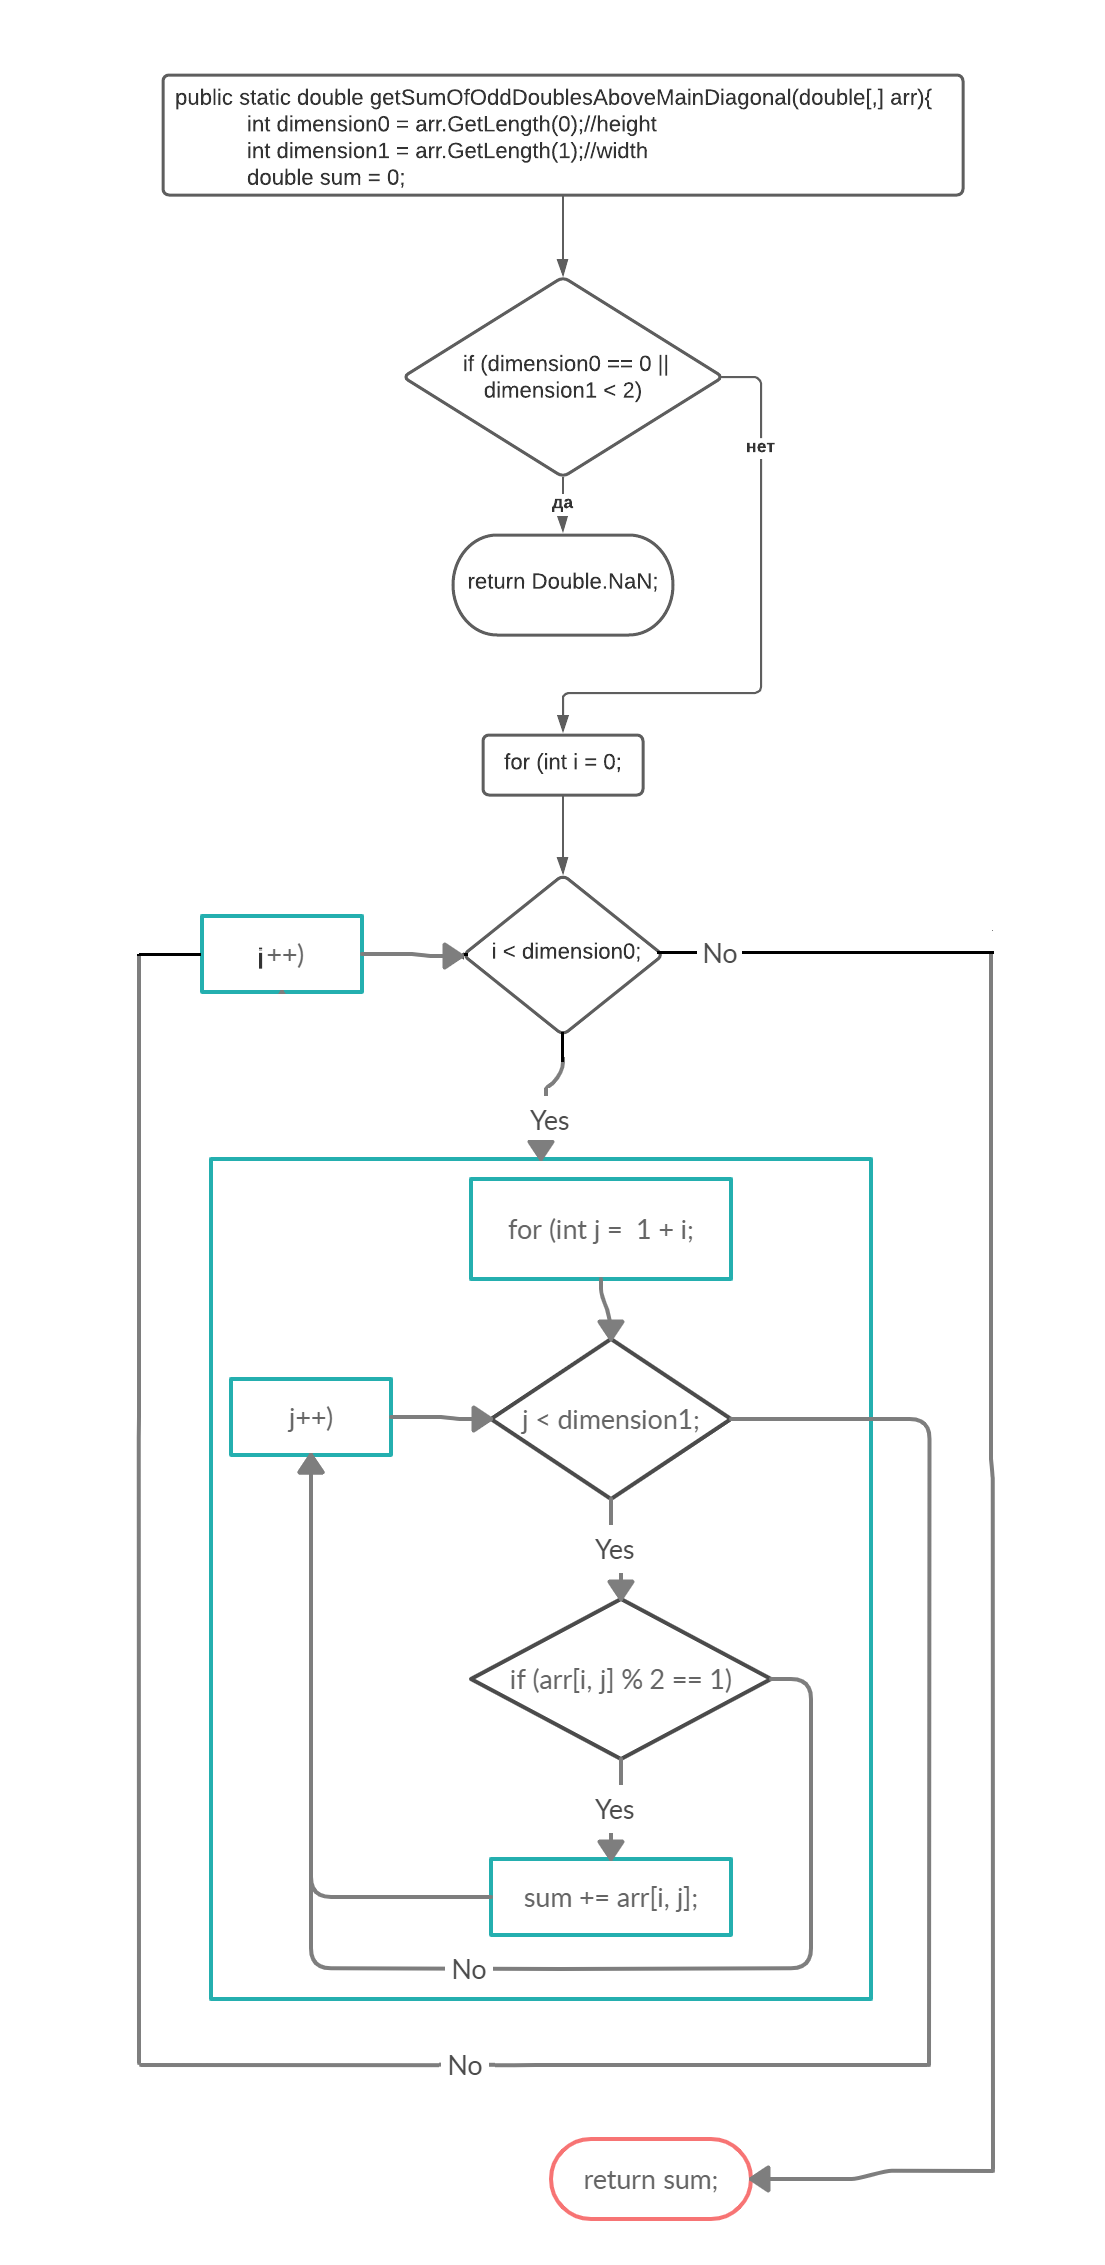 public static double getSumOfOddDoublesAboveMainDiagonal(double[,] arr){
int dimension0 = arr.GetLength(0);//height
int dimension1 = arr.GetLength(1);//width
double sum = 0;
if (dimension0 == 0 ||
dimension1 < 2)
нет
да
return Double.NaN;
for (int i = 0;
i++)
i < dimension0;
No
Yes
for (int j =  1 + i;
j++)
j < dimension1;
Yes
if (arr[i, j] % 2 == 1)
Yes
sum += arr[i, j];
No
No
return sum;